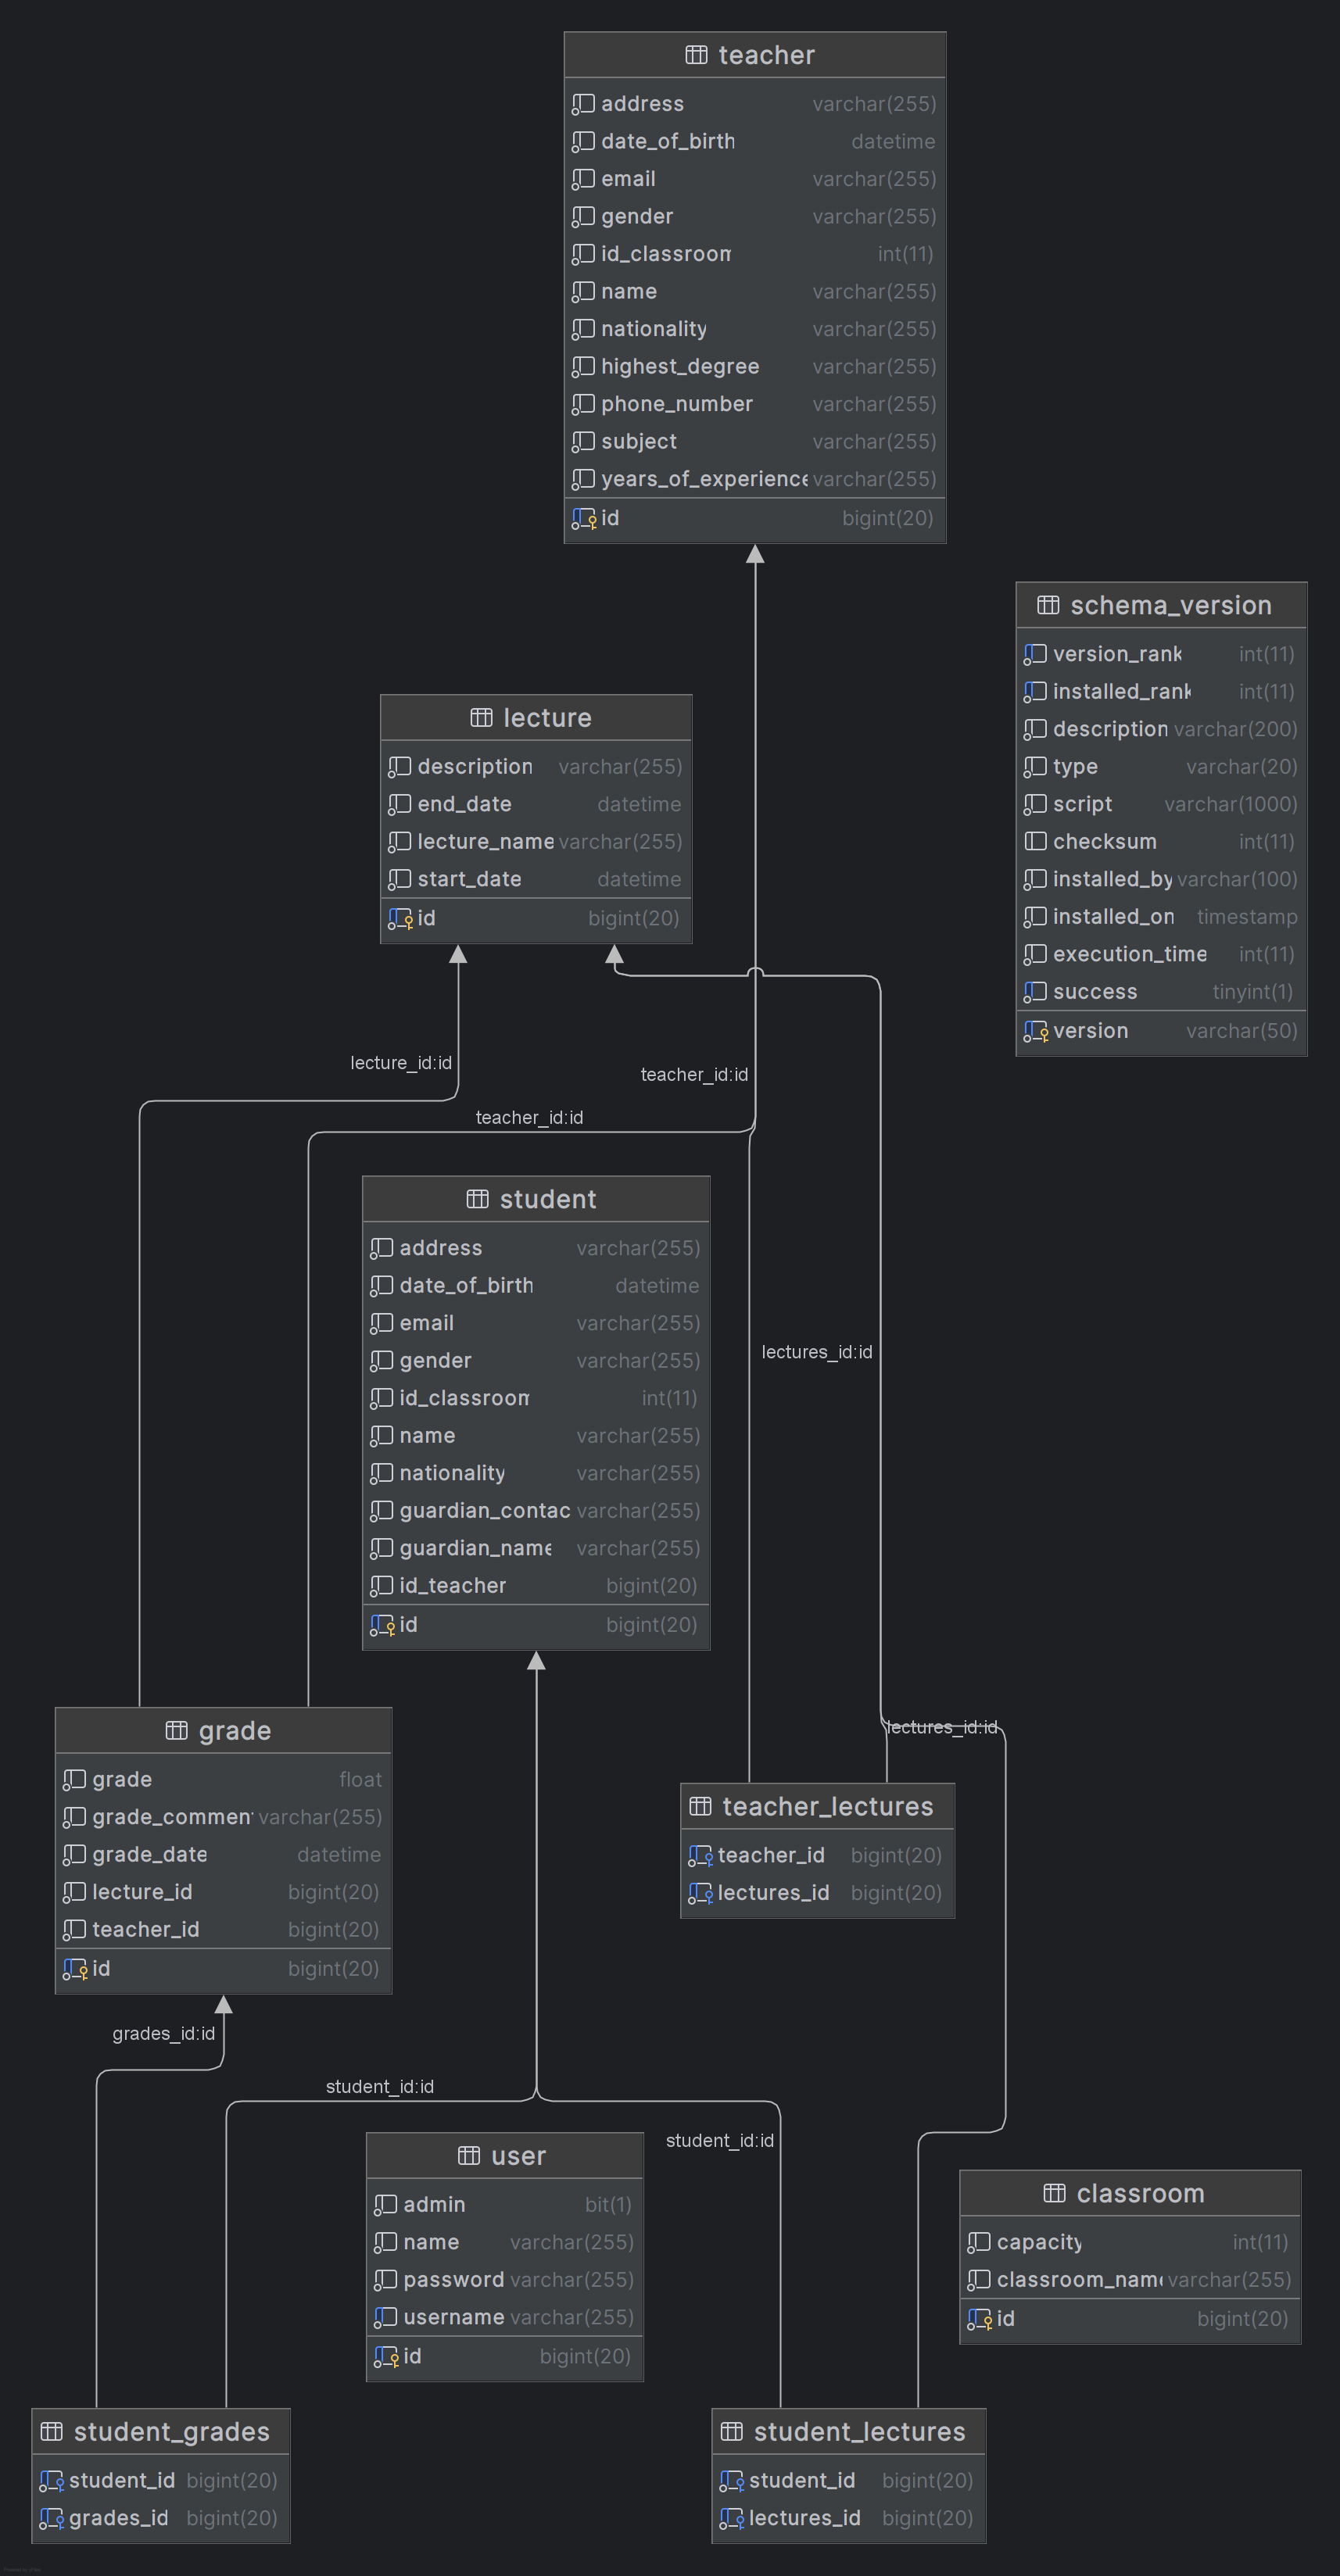 teacher
address varchar(255)
date_of_birth datetime
email varchar(255)
gender varchar(255)
id_classroom int(11)
name varchar(255)
nationality varchar(255)
highest_degree varchar(255)
phone_number varchar(255)
subject varchar(255)
years_of_experience varchar(255)
id bigint(20)
schema_version
version_rank int(11)
installed_rank int(11)
description varchar(200)
type varchar(20)
script varchar(1000)
checksum int(11)
installed_by varchar(100)
installed_on timestamp
execution_time int(11)
success tinyint(1)
version varchar(50)
lecture
description varchar(255)
end_date datetime
lecture_name varchar(255)
start_date datetime
id bigint(20)
lecture_id:id
teacher_id:id
teacher_id:id
student
address varchar(255)
date_of_birth datetime
email varchar(255)
gender varchar(255)
id_classroom int(11)
name varchar(255)
nationality varchar(255)
guardian_contac varchar(255)
guardian_name varchar(255)
id_teacher bigint(20)
id bigint(20)
lectures_id:id
lectures_id:id
grade
grade float
grade_commen varchar(255)
grade_date datetime
lecture_id bigint(20)
teacher_id bigint(20)
id bigint(20)
teacher_lectures
teacher_id bigint(20)
lectures_id bigint(20)
grades_id:id
student_id:id
student_id:id
user
admin bit(1)
name varchar(255)
password varchar(255)
username varchar(255)
id bigint(20)
classroom
capacity int(11)
classroom_name varchar(255)
id bigint(20)
student_grades
student_id bigint(20)
grades_id bigint(20)
student_lectures
student_id bigint(20)
lectures_id bigint(20)